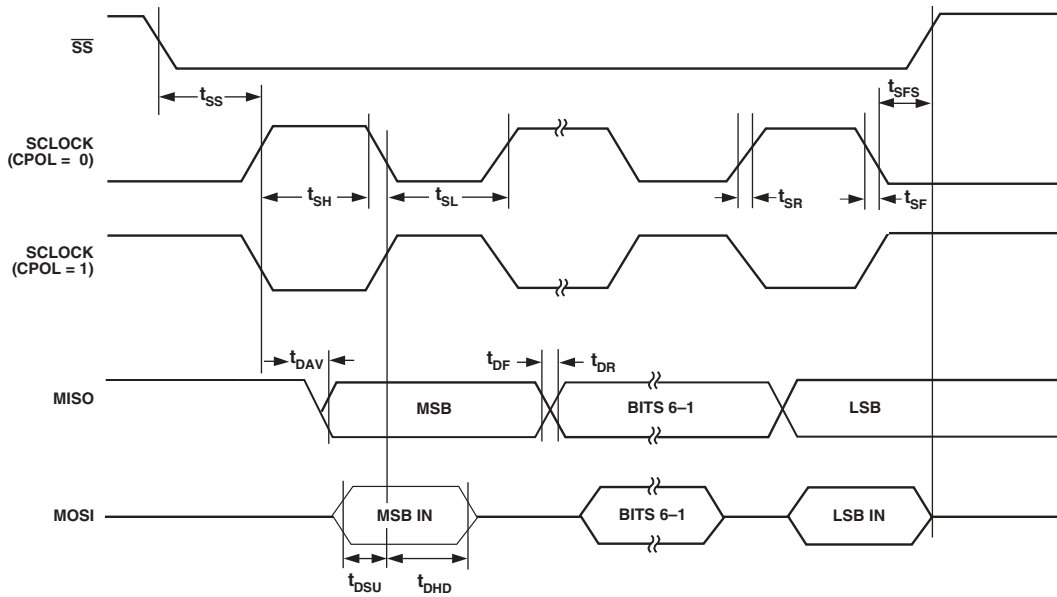 SS
tSS
tSFS
SCLOCK
(CPOL = 0)
tSH
tSL
tSR
tSF
SCLOCK
(CPOL = 1)
tDAV
tDF
tDR
MISO
MSB
BITS 6–1
LSB
MOSI
MSB IN
BITS 6–1
LSB IN
tDSU
tDHD